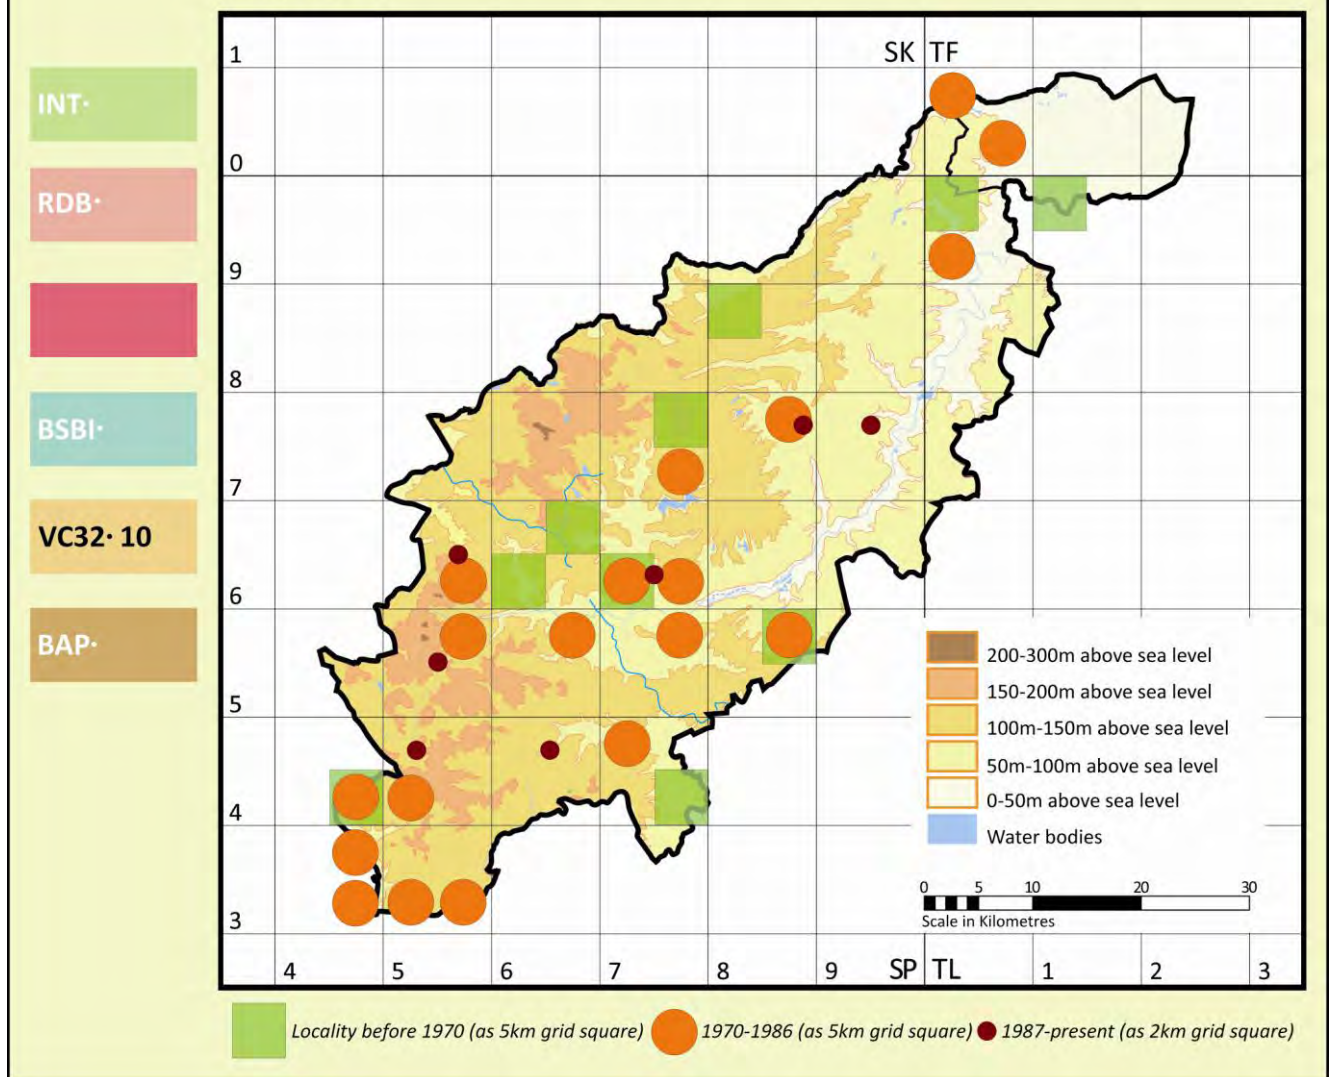 INT·
RDB·
BSBI·
VC32· 10
BAP·
SK TF
1
0
9
8
7
6
5
4
3
4 5 6 7 8 9 SP TL 1 2 3
200-300m above sea level
150-200m above sea level
100m-150m above sea level
50m-100m above sea level
0-50m above sea level
Water bodies
0 5 10 20 30
Scale in Kilometres
Locality before 1970 (as 5km grid square) 1970-1986 (as 5km grid square) 1987-present (as 2km grid square)